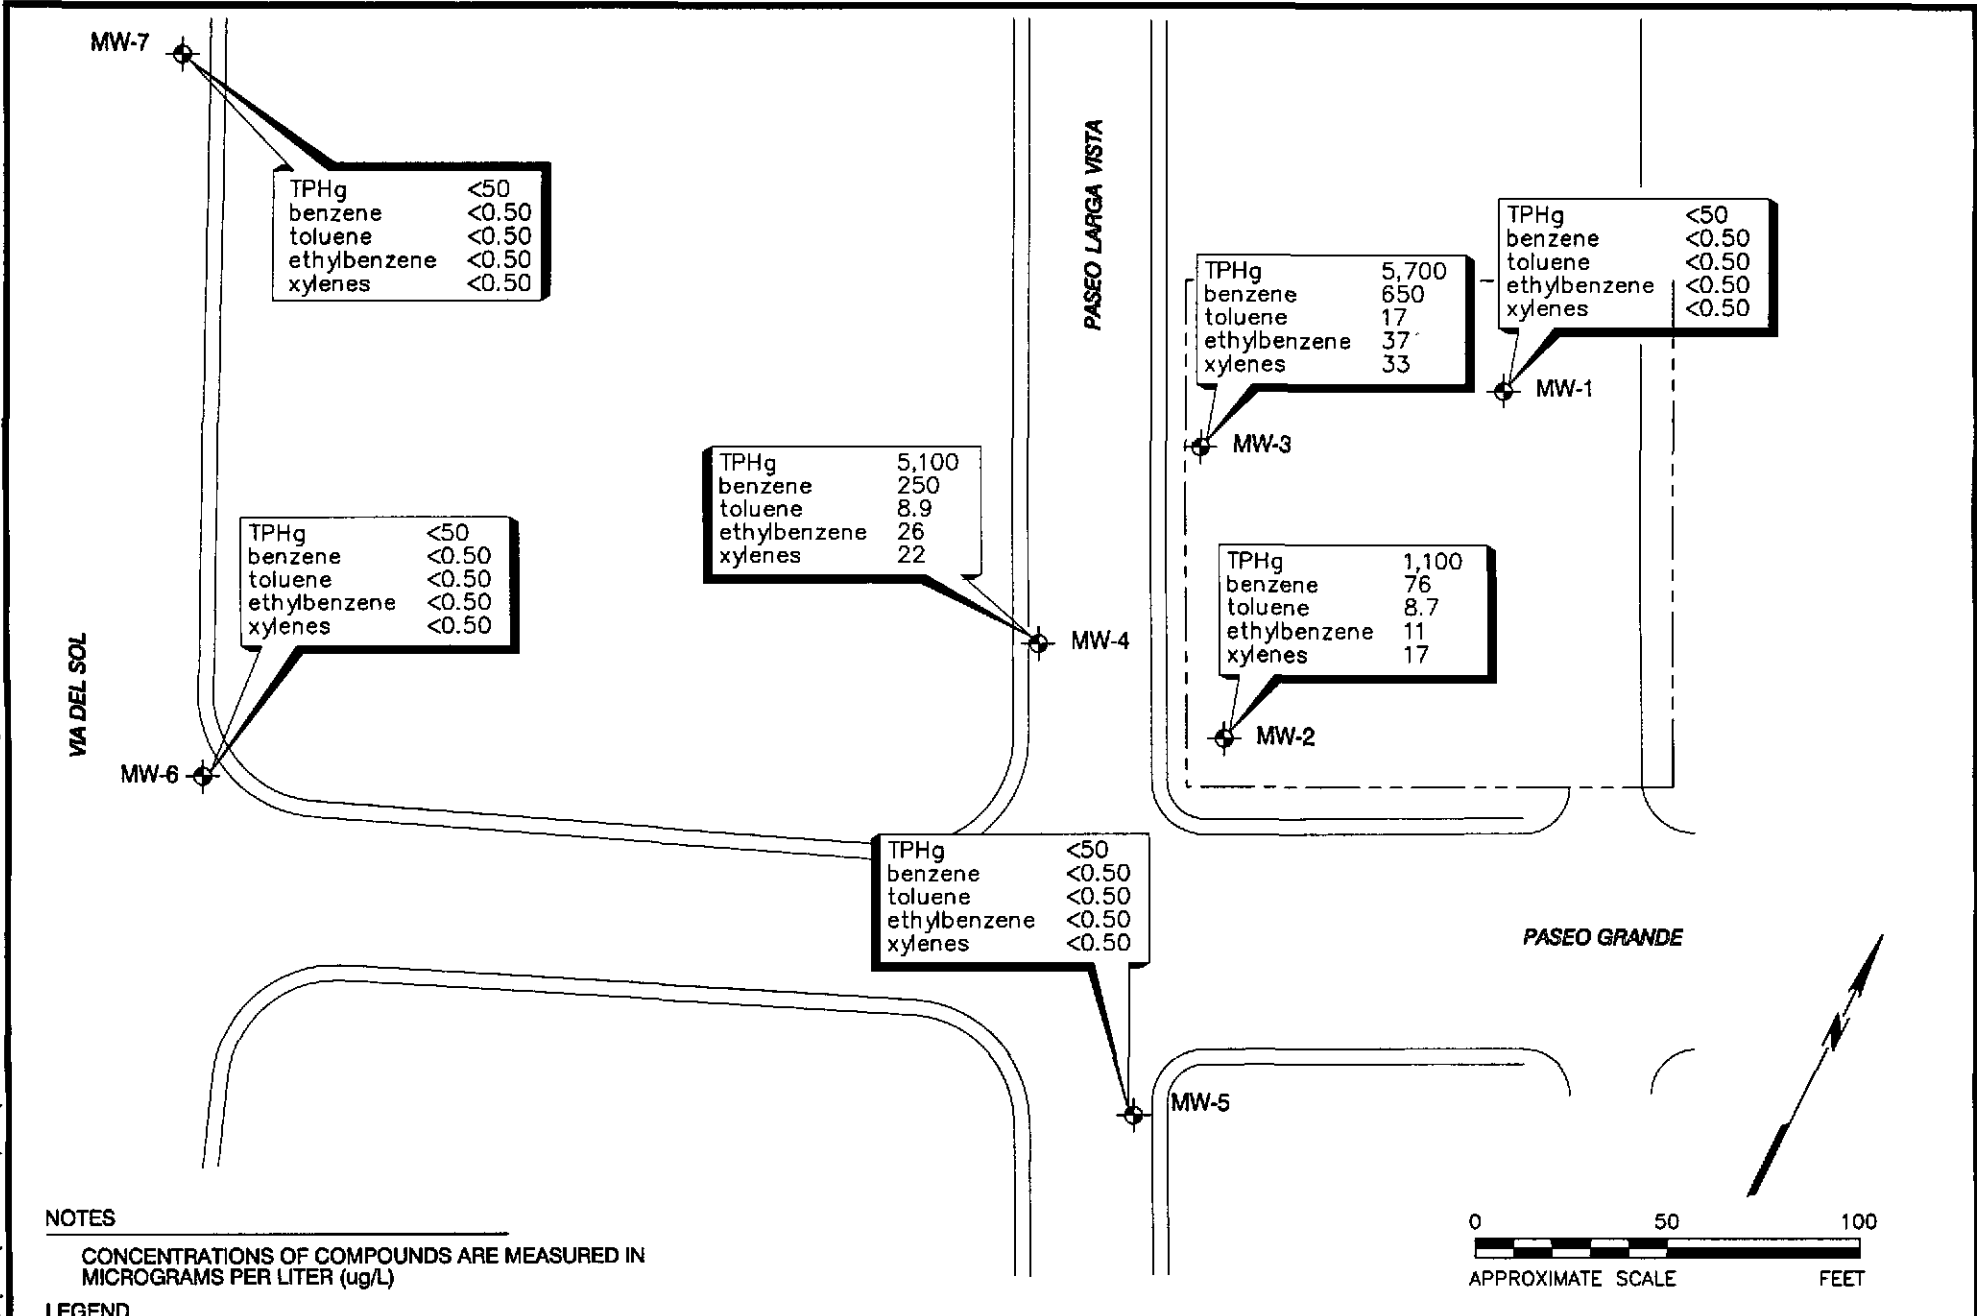 MW-7
TPHg <50
benzene <0.50
toluene <0.50
ethylbenzene <0.50
xylenes <0.50
PASEO LARGA VISTA
TPHg <50
benzene <0.50
toluene <0.50
ethylbenzene <0.50
xylenes <0.50
MW-1
TPHg 5,700
benzene 650
toluene 17
ethylbenzene 37
xylenes 33
MW-3
TPHg 5,100
benzene 250
toluene 8.9
ethylbenzene 26
xylenes 22
MW-4
TPHg <50
benzene <0.50
toluene <0.50
ethylbenzene <0.50
xylenes <0.50
VIA DEL SOL
MW-6
TPHg 1,100
benzene 76
toluene 8.7
ethylbenzene 11
xylenes 17
MW-2
TPHg <50
benzene <0.50
toluene <0.50
ethylbenzene <0.50
xylenes <0.50
MW-5
PASEO GRANDE
N
NOTES
CONCENTRATIONS OF COMPOUNDS ARE MEASURED IN
MICROGRAMS PER LITER (ug/L)
LEGEND
0 50 100
APPROXIMATE SCALE FEET